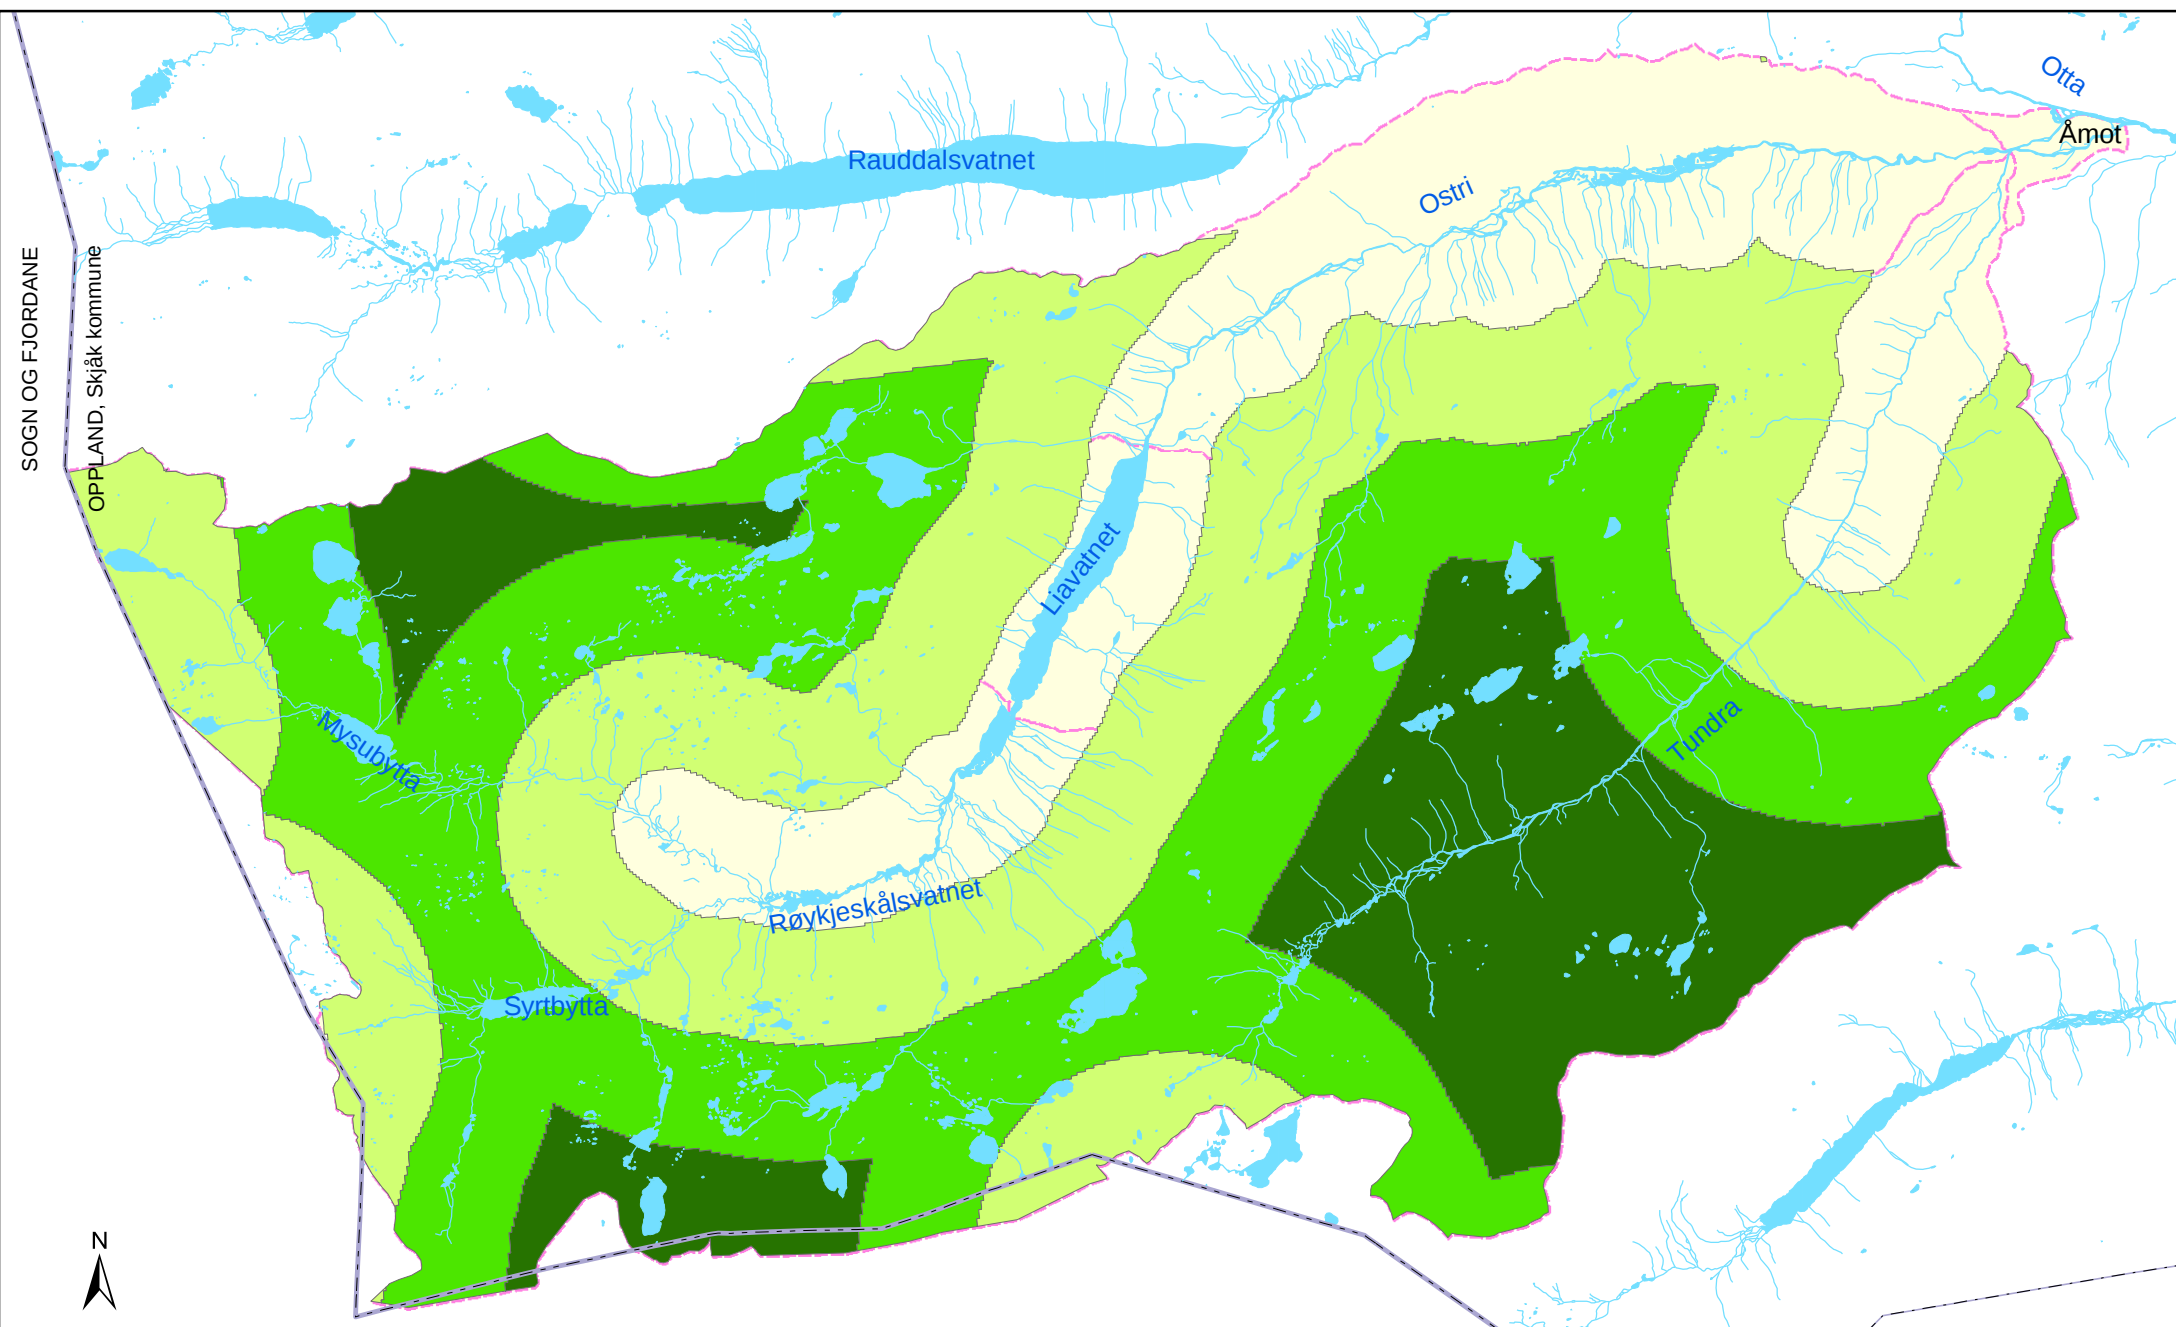 Otta
Åmot
Rauddalsvatnet
Ostri
SOGN OG FJORDANE
OPPLAND, Skjåk kommune
Liavatnet
Mysubytta
Tundra
Røykjeskålsvatnet
Syrtbytta
N